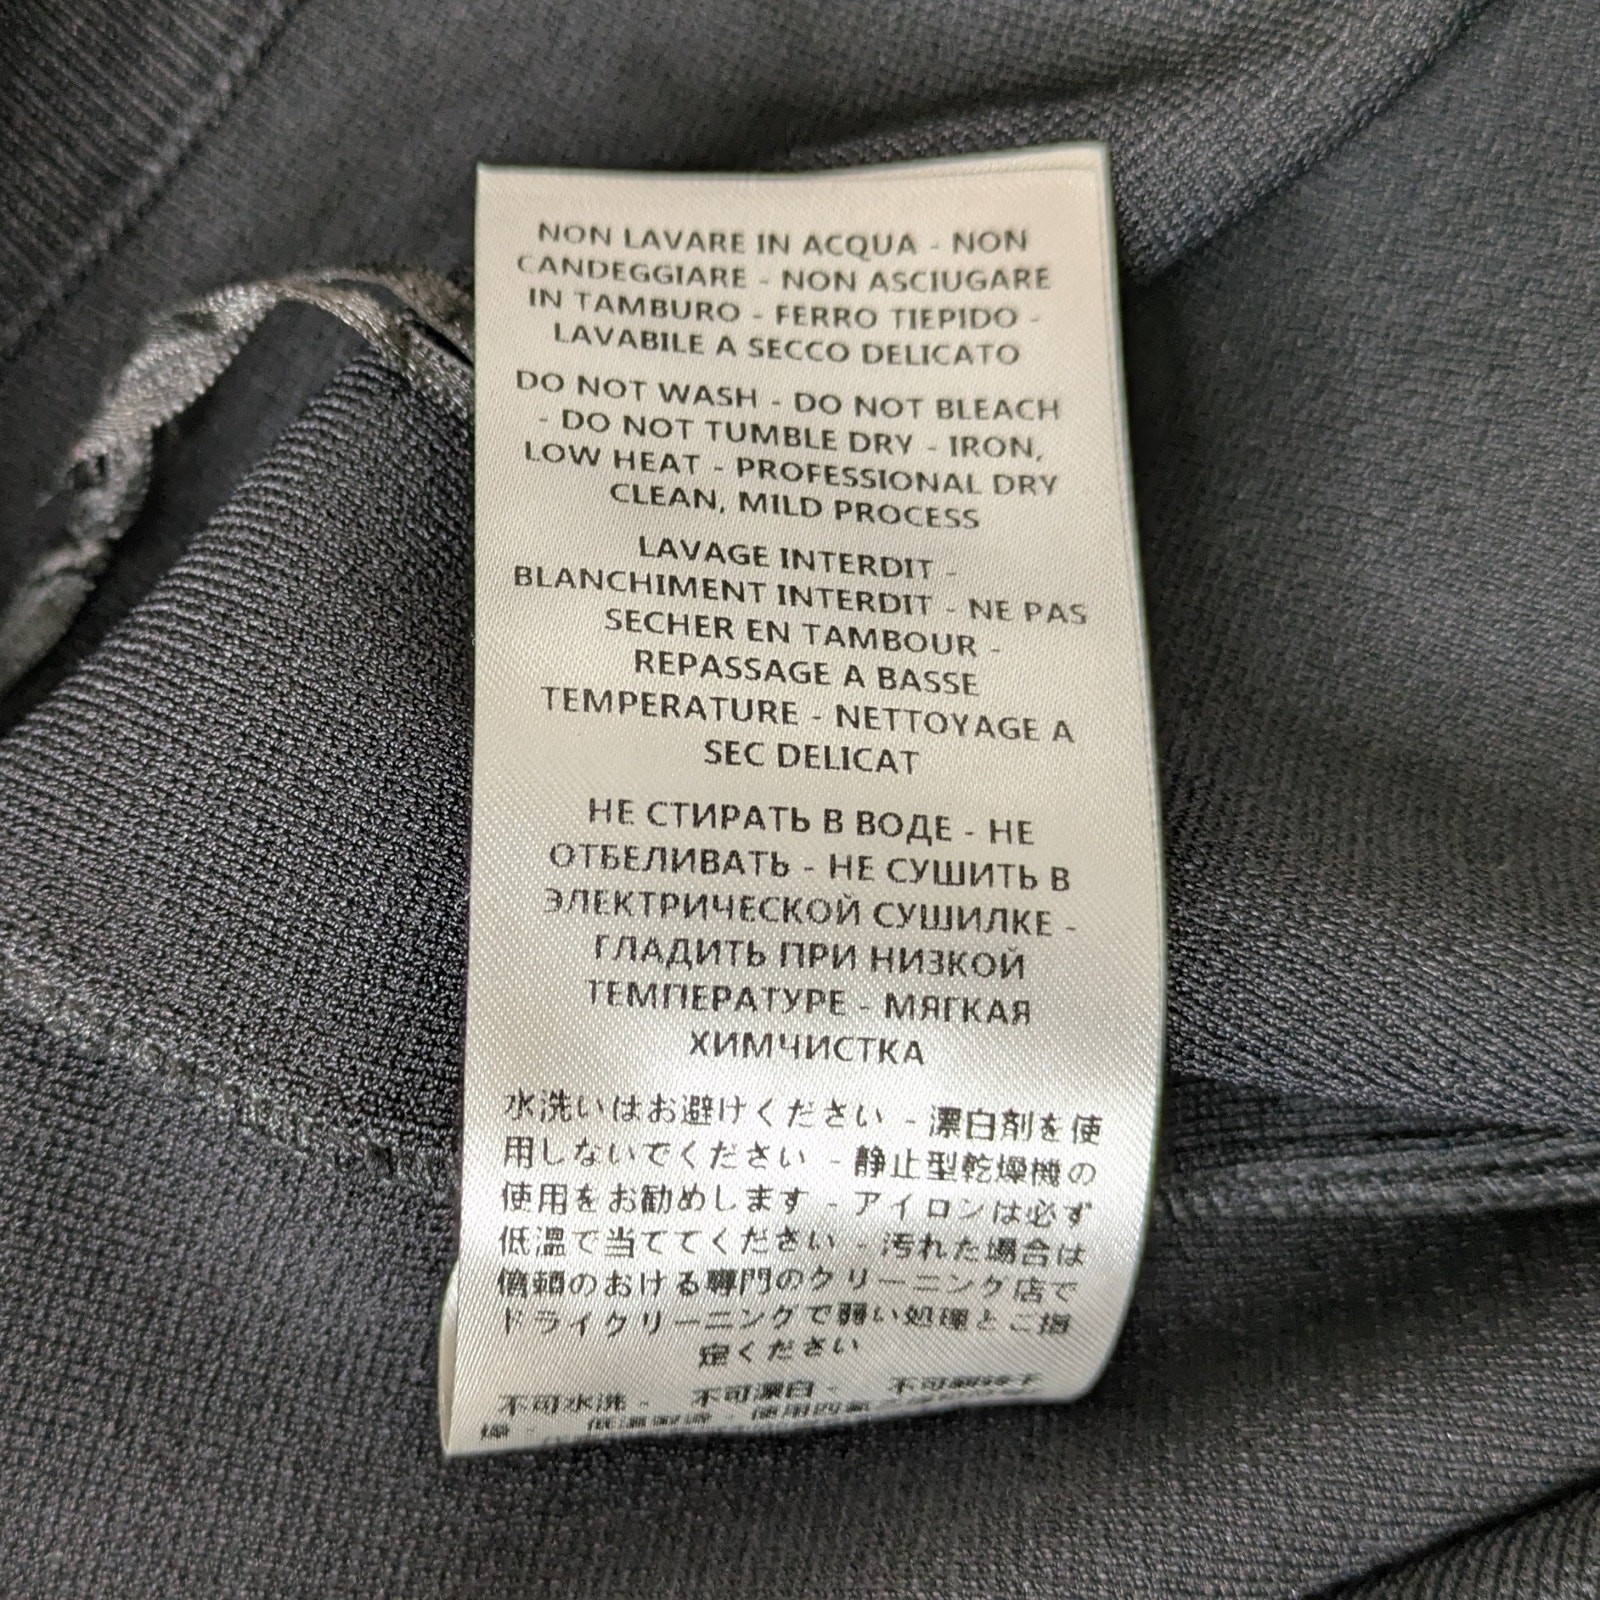 NON LAVARE IN ACQUA - NON
CANDEGGIARE - NON ASCIUGARE
IN TAMBURO - FERRO TIEPIDO -
LAVABILE A SECCO DELICATO
DO NOT WASH - DO NOT BLEACH
- DO NOT TUMBLE DRY - IRON,
LOW HEAT - PROFESSIONAL DRY
CLEAN, MILD PROCESS
LAVAGE INTERDIT -
BLANCHIMENT INTERDIT - NE PAS
SECHER EN TAMBOUR -
REPASSAGE A BASSE
TEMPERATURE - NETTOYAGE A
SEC DELICAT
НЕ СТИРАТЬ В ВОДЕ - НЕ
ОТБЕЛИВАТЬ - НЕ СУШИТЬ В
ЭЛЕКТРИЧЕСКОЙ СУШИЛКЕ -
ГЛАДИТЬ ПРИ НИЗКОЙ
ТЕМПЕРАТУРЕ - МЯГКАЯ
ХИМЧИСТКА
水洗いはお避けください - 漂白剤を使
用しないでください - 静止型乾燥機の
使用をお勧めします - アイロンは必ず
低温で当ててください - 汚れた場合は
信頼のおける専門のクリーニング店で
ドライクリーニングで弱い処理とご指
定ください
不可水洗 - 不可漂白 -